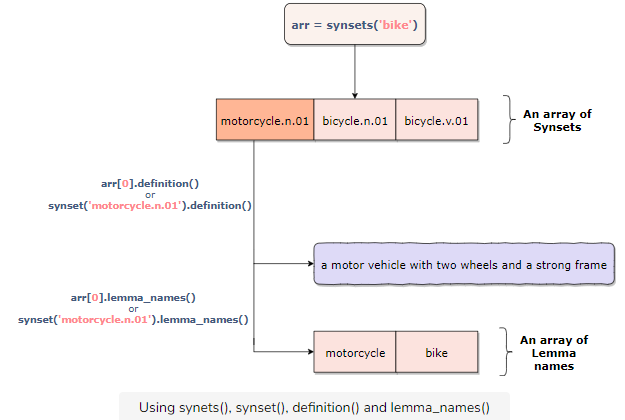 arr = synsets('bike')
motorcycle.n.01
bicycle.n.01
bicycle.v.01
An array of
Synsets
arr[0].definition()
or
synset('motorcycle.n.01').definition()
a motor vehicle with two wheels and a strong frame
arr[0].lemma_names()
or
synset('motorcycle.n.01').lemma_names()
motorcycle
bike
An array of
Lemma
names
Using synets(), synset(), definition() and lemma_names()